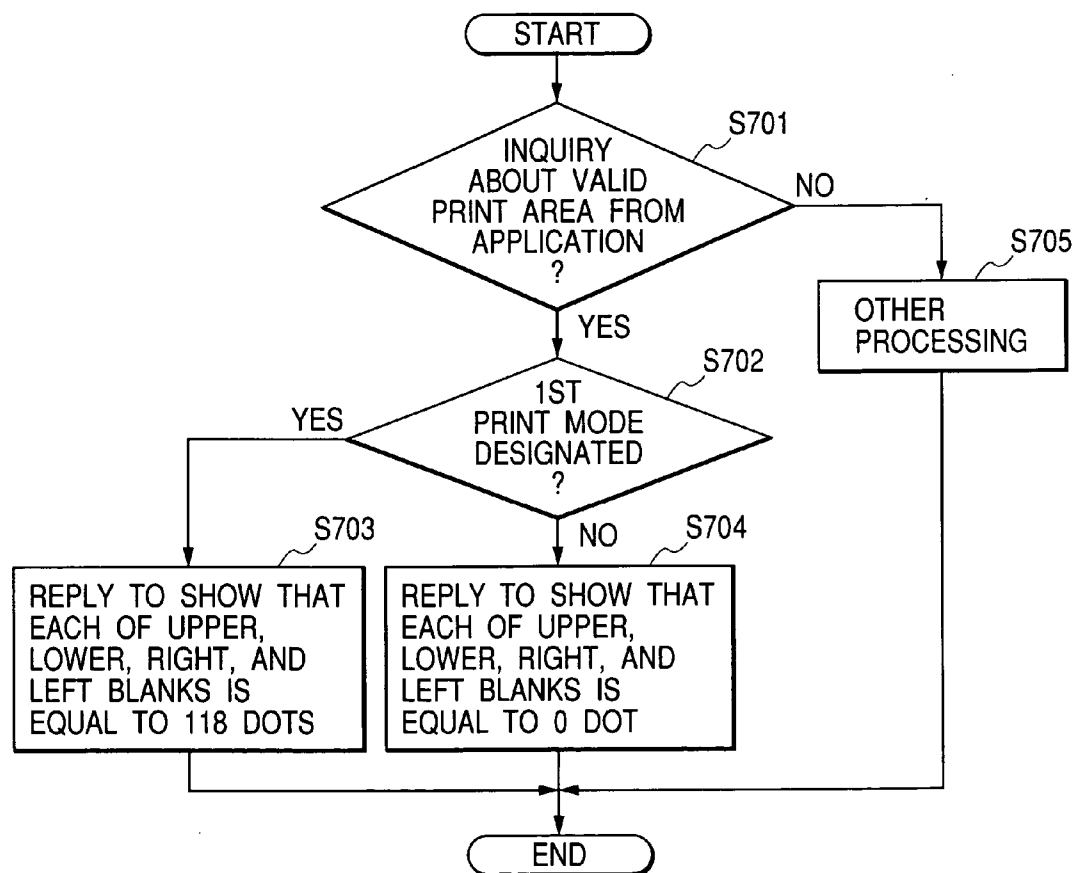 START
S701
INQUIRY
ABOUT VALID
PRINT AREA FROM
APPLICATION
?
NO
S705
OTHER
PROCESSING
YES
S702
1ST
PRINT MODE
DESIGNATED
?
YES
NO
S703
REPLY TO SHOW THAT
EACH OF UPPER,
LOWER, RIGHT, AND
LEFT BLANKS IS
EQUAL TO 118 DOTS
S704
REPLY TO SHOW THAT
EACH OF UPPER,
LOWER, RIGHT, AND
LEFT BLANKS IS
EQUAL TO 0 DOT
END